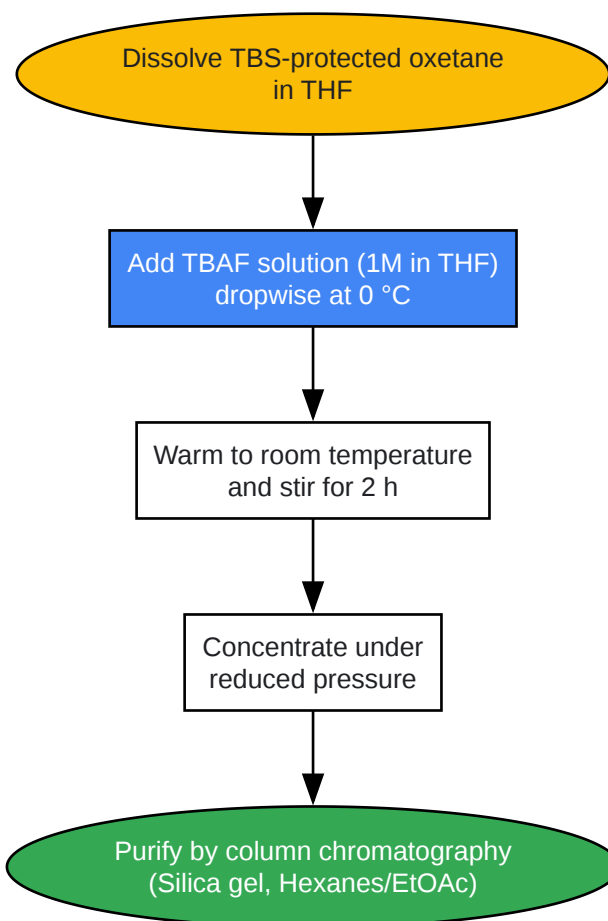 Dissolve TBS-protected oxetane
in THF
Add TBAF solution (1M in THF)
dropwise at 0 °C
Warm to room temperature
and stir for 2 h
Concentrate under
reduced pressure
Purify by column chromatography
(Silica gel, Hexanes/EtOAc)